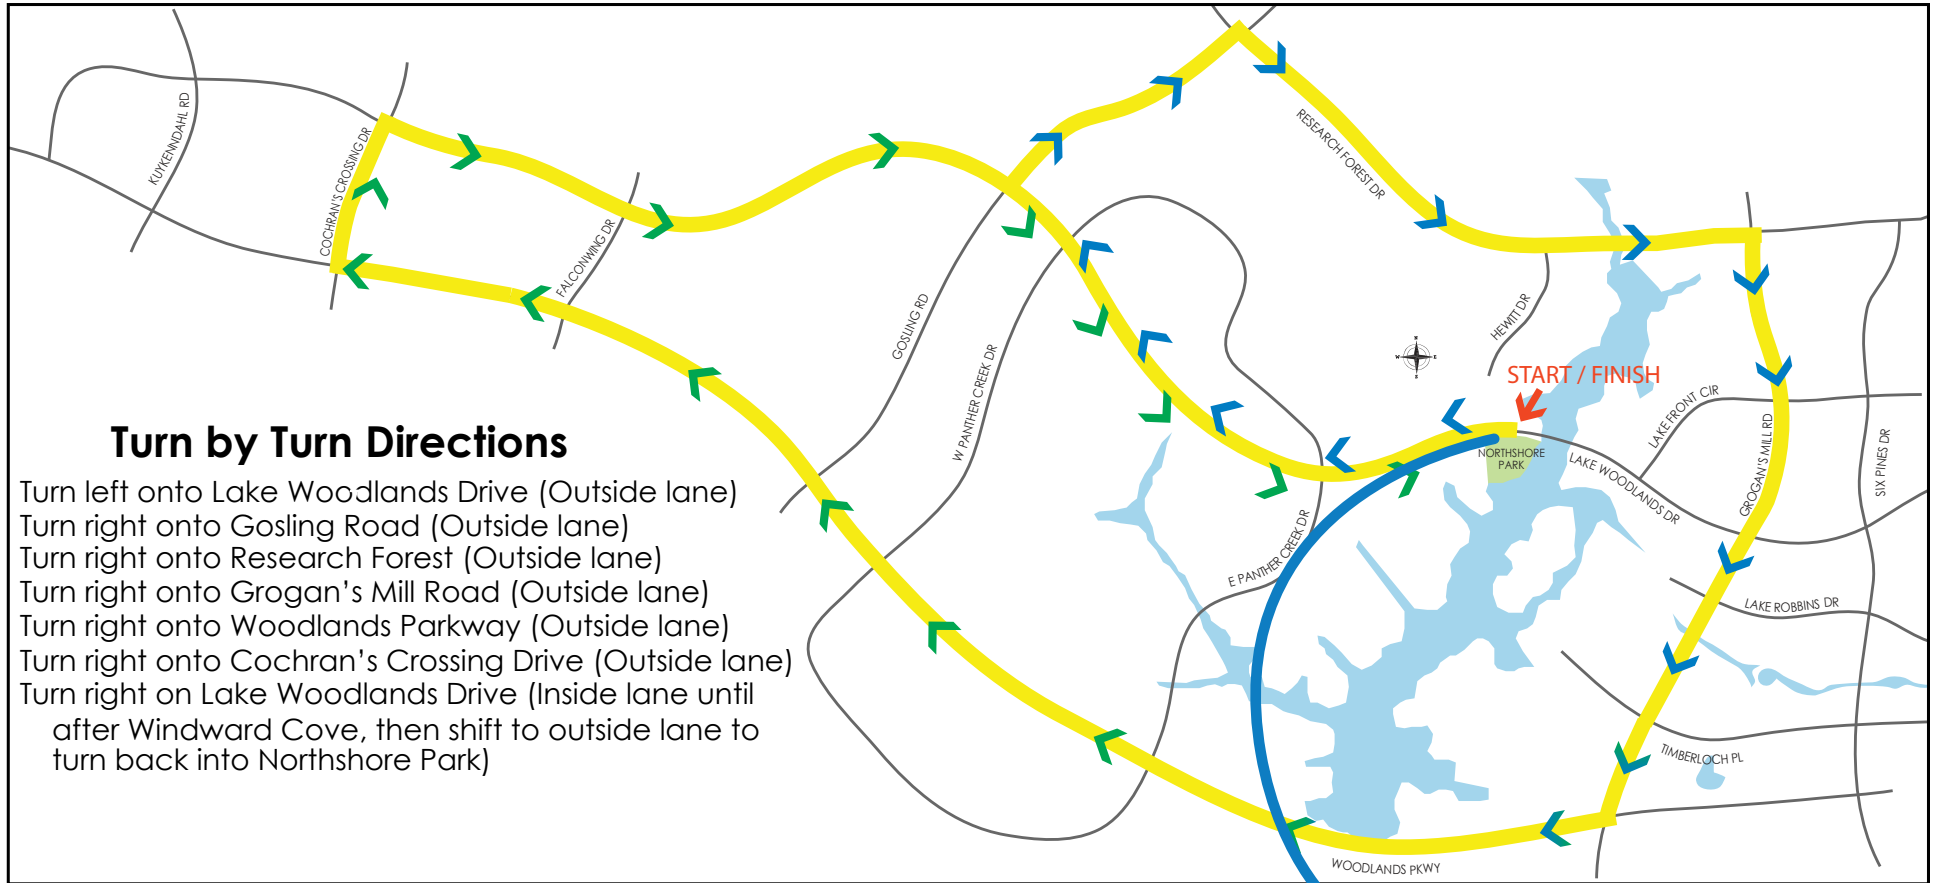 KUYKENNDAHL RD
COCHRAN'S CROSSING DR
FALCONWING DR
GOSLING RD
W PANTHER CREEK DR
E PANTHER CREEK DR
RESEARCH FOREST DR
HEWITT DR
N
W E
S
START / FINISH
NORTHSHORE
PARK
LAKE FRONT CIR
LAKE WOODLANDS DR
GROGAN'S MILL RD
SIX PINES DR
LAKE ROBBINS DR
TIMBERLOCH PL
WOODLANDS PKWY
Turn by Turn Directions
Turn left onto Lake Woodlands Drive (Outside lane)
Turn right onto Gosling Road (Outside lane)
Turn right onto Research Forest (Outside lane)
Turn right onto Grogan's Mill Road (Outside lane)
Turn right onto Woodlands Parkway (Outside lane)
Turn right onto Cochran's Crossing Drive (Outside lane)
Turn right on Lake Woodlands Drive (Inside lane until
after Windward Cove, then shift to outside lane to
turn back into Northshore Park)